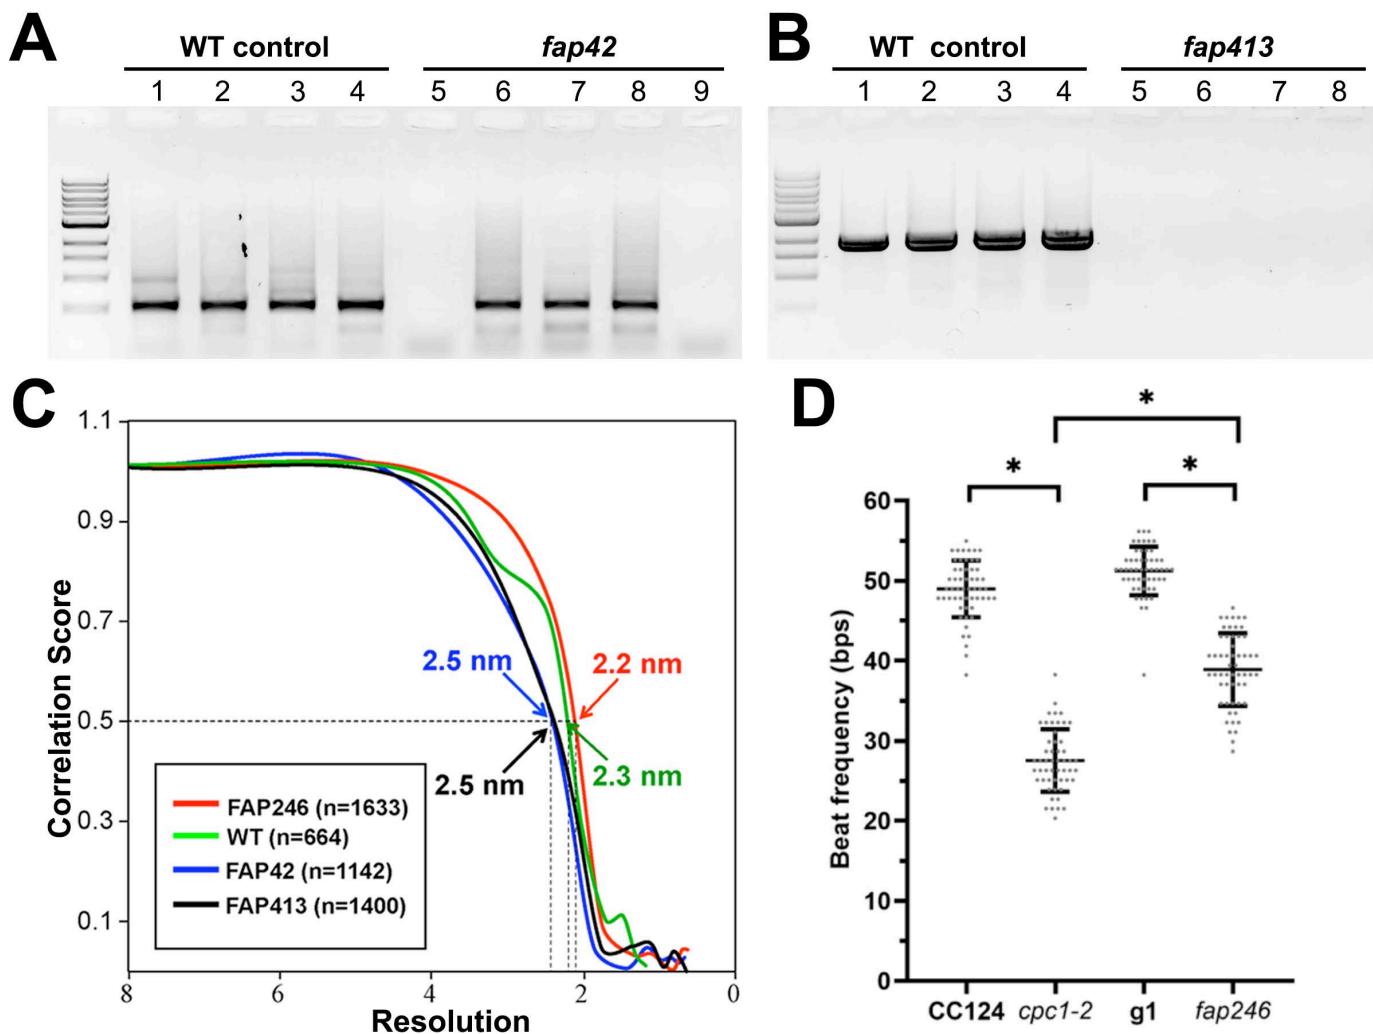 A
WT control
fap42
1 2 3 4 5 6 7 8 9
B
WT control
fap413
1 2 3 4 5 6 7 8
C
Correlation Score
1.1
0.9
0.7
0.5
0.3
0.1
2.5 nm
2.2 nm
2.5 nm
2.3 nm
FAP246 (n=1633)
WT (n=664)
FAP42 (n=1142)
FAP413 (n=1400)
8 6 4 2 0
Resolution
D
*
* *
Beat frequency (bps)
60
50
40
30
20
10
0
CC124 cpc1-2 g1 fap246